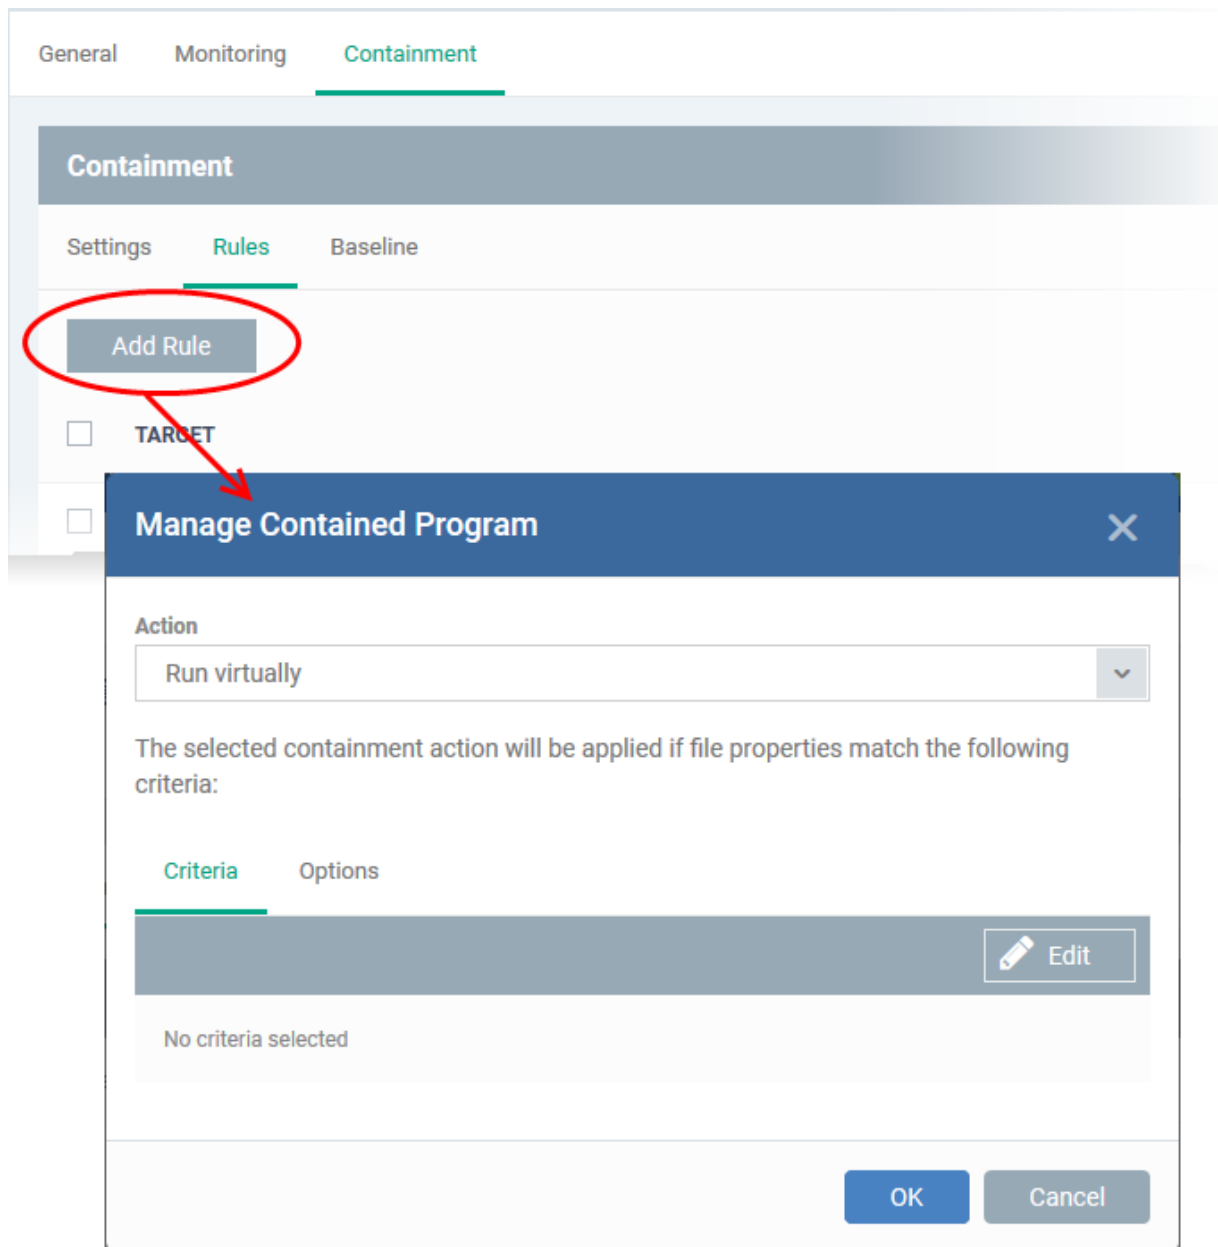 General Monitoring Containment
Containment
Settings Rules Baseline
Add Rule
TARGET
Manage Contained Program
Action
Run virtually
The selected containment action will be applied if file properties match the following
criteria:
Criteria Options
Edit
No criteria selected
OK Cancel